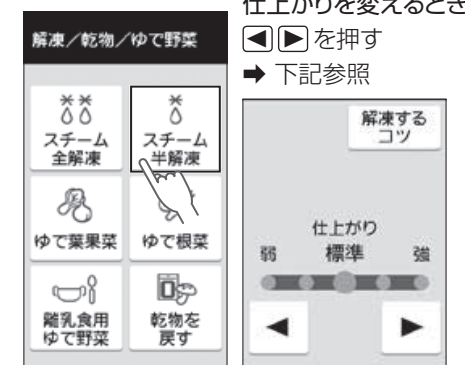 仕上がりを変えるとき
◀▶を押す
➡ 下記参照
解凍／乾物／ゆで野菜
スチーム
全解凍
スチーム
半解凍
ゆで葉果菜
ゆで根菜
離乳食用
ゆで野菜
乾物を
戻す
解凍する
コツ
仕上がり
弱 標準 強
◀ ▶